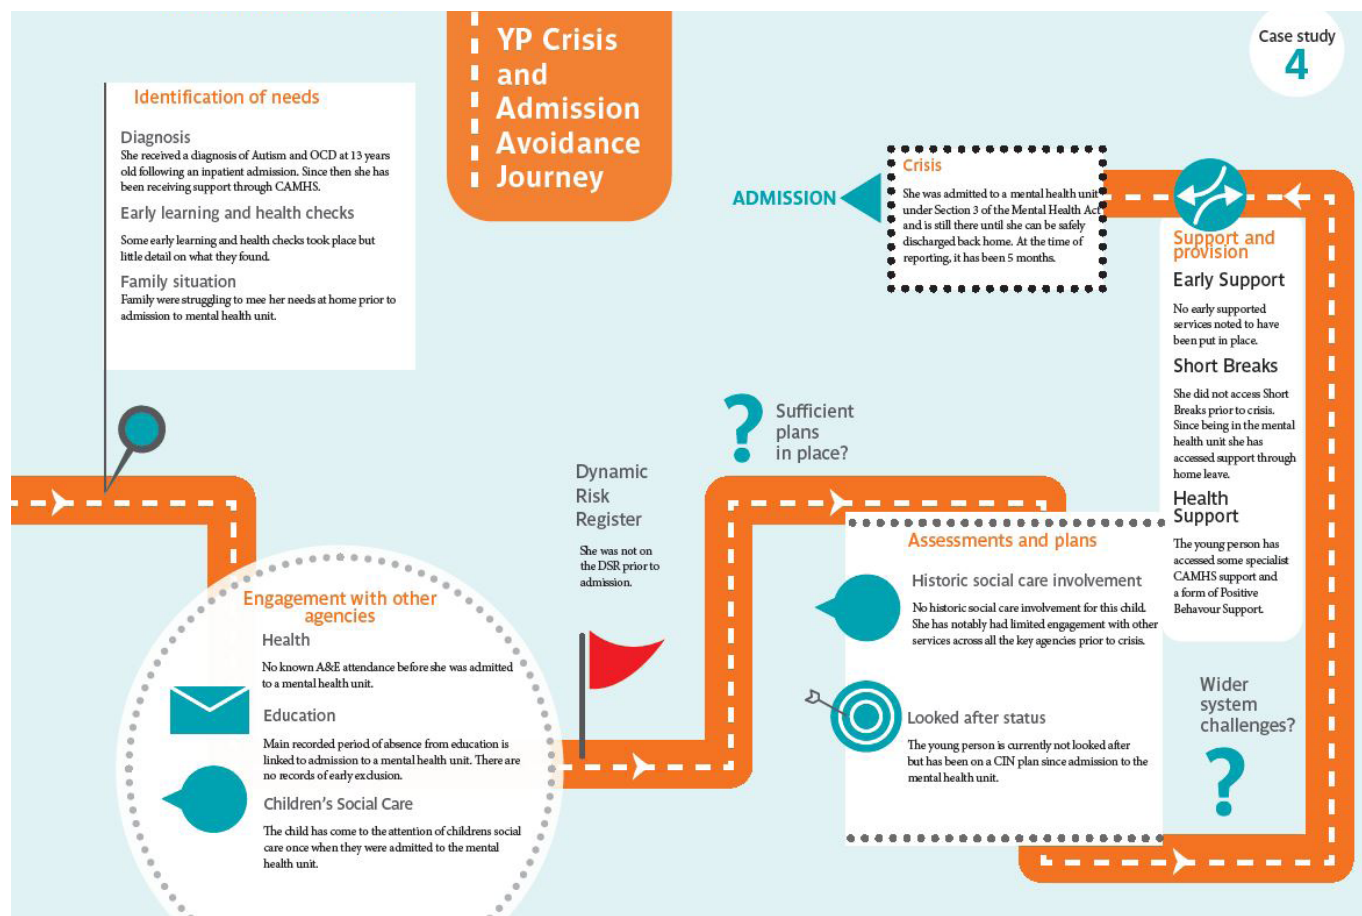 YP Crisis
and
Admission
Avoidance
Journey
Case study
4
Identification of needs
Diagnosis
She received a diagnosis of Autism and OCD at 13 years
old following an inpatient admission. Since then she has
been receiving support through CAMHS.
Early learning and health checks
Some early learning and health checks took place but
little detail on what they found.
Family situation
Family were struggling to mee her needs at home prior to
admission to mental health unit.
Engagement with other
agencies
Health
No known A&E attendance before she was admitted
to a mental health unit.
Education
Main recorded period of absence from education is
linked to admission to a mental health unit. There are
no records of early exclusion.
Children's Social Care
The child has come to the attention of childrens social
care once when they were admitted to the mental
health unit.
Dynamic
Risk
Register
She was not on
the DSR prior to
admission.
?
Sufficient
plans
in place?
Assessments and plans
Historic social care involvement
No historic social care involvement for this child.
She has notably had limited engagement with other
services across all the key agencies prior to crisis.
Looked after status
The young person is currently not looked after
but has been on a CIN plan since admission to the
mental health unit.
Wider
system
challenges?
?
Support and
provision
Early Support
No early supported
services noted to have
been put in place.
Short Breaks
She did not access Short
Breaks prior to crisis.
Since being in the mental
health unit she has
accessed support through
home leave.
Health
Support
The young person has
accessed some specialist
CAMHS support and
a form of Positive
Behavour Support.
Crisis
She was admitted to a mental health unit
under Section 3 of the Mental Health Act
and is still there until she can be safely
discharged back home. At the time of
reporting, it has been 5 months.
ADMISSION